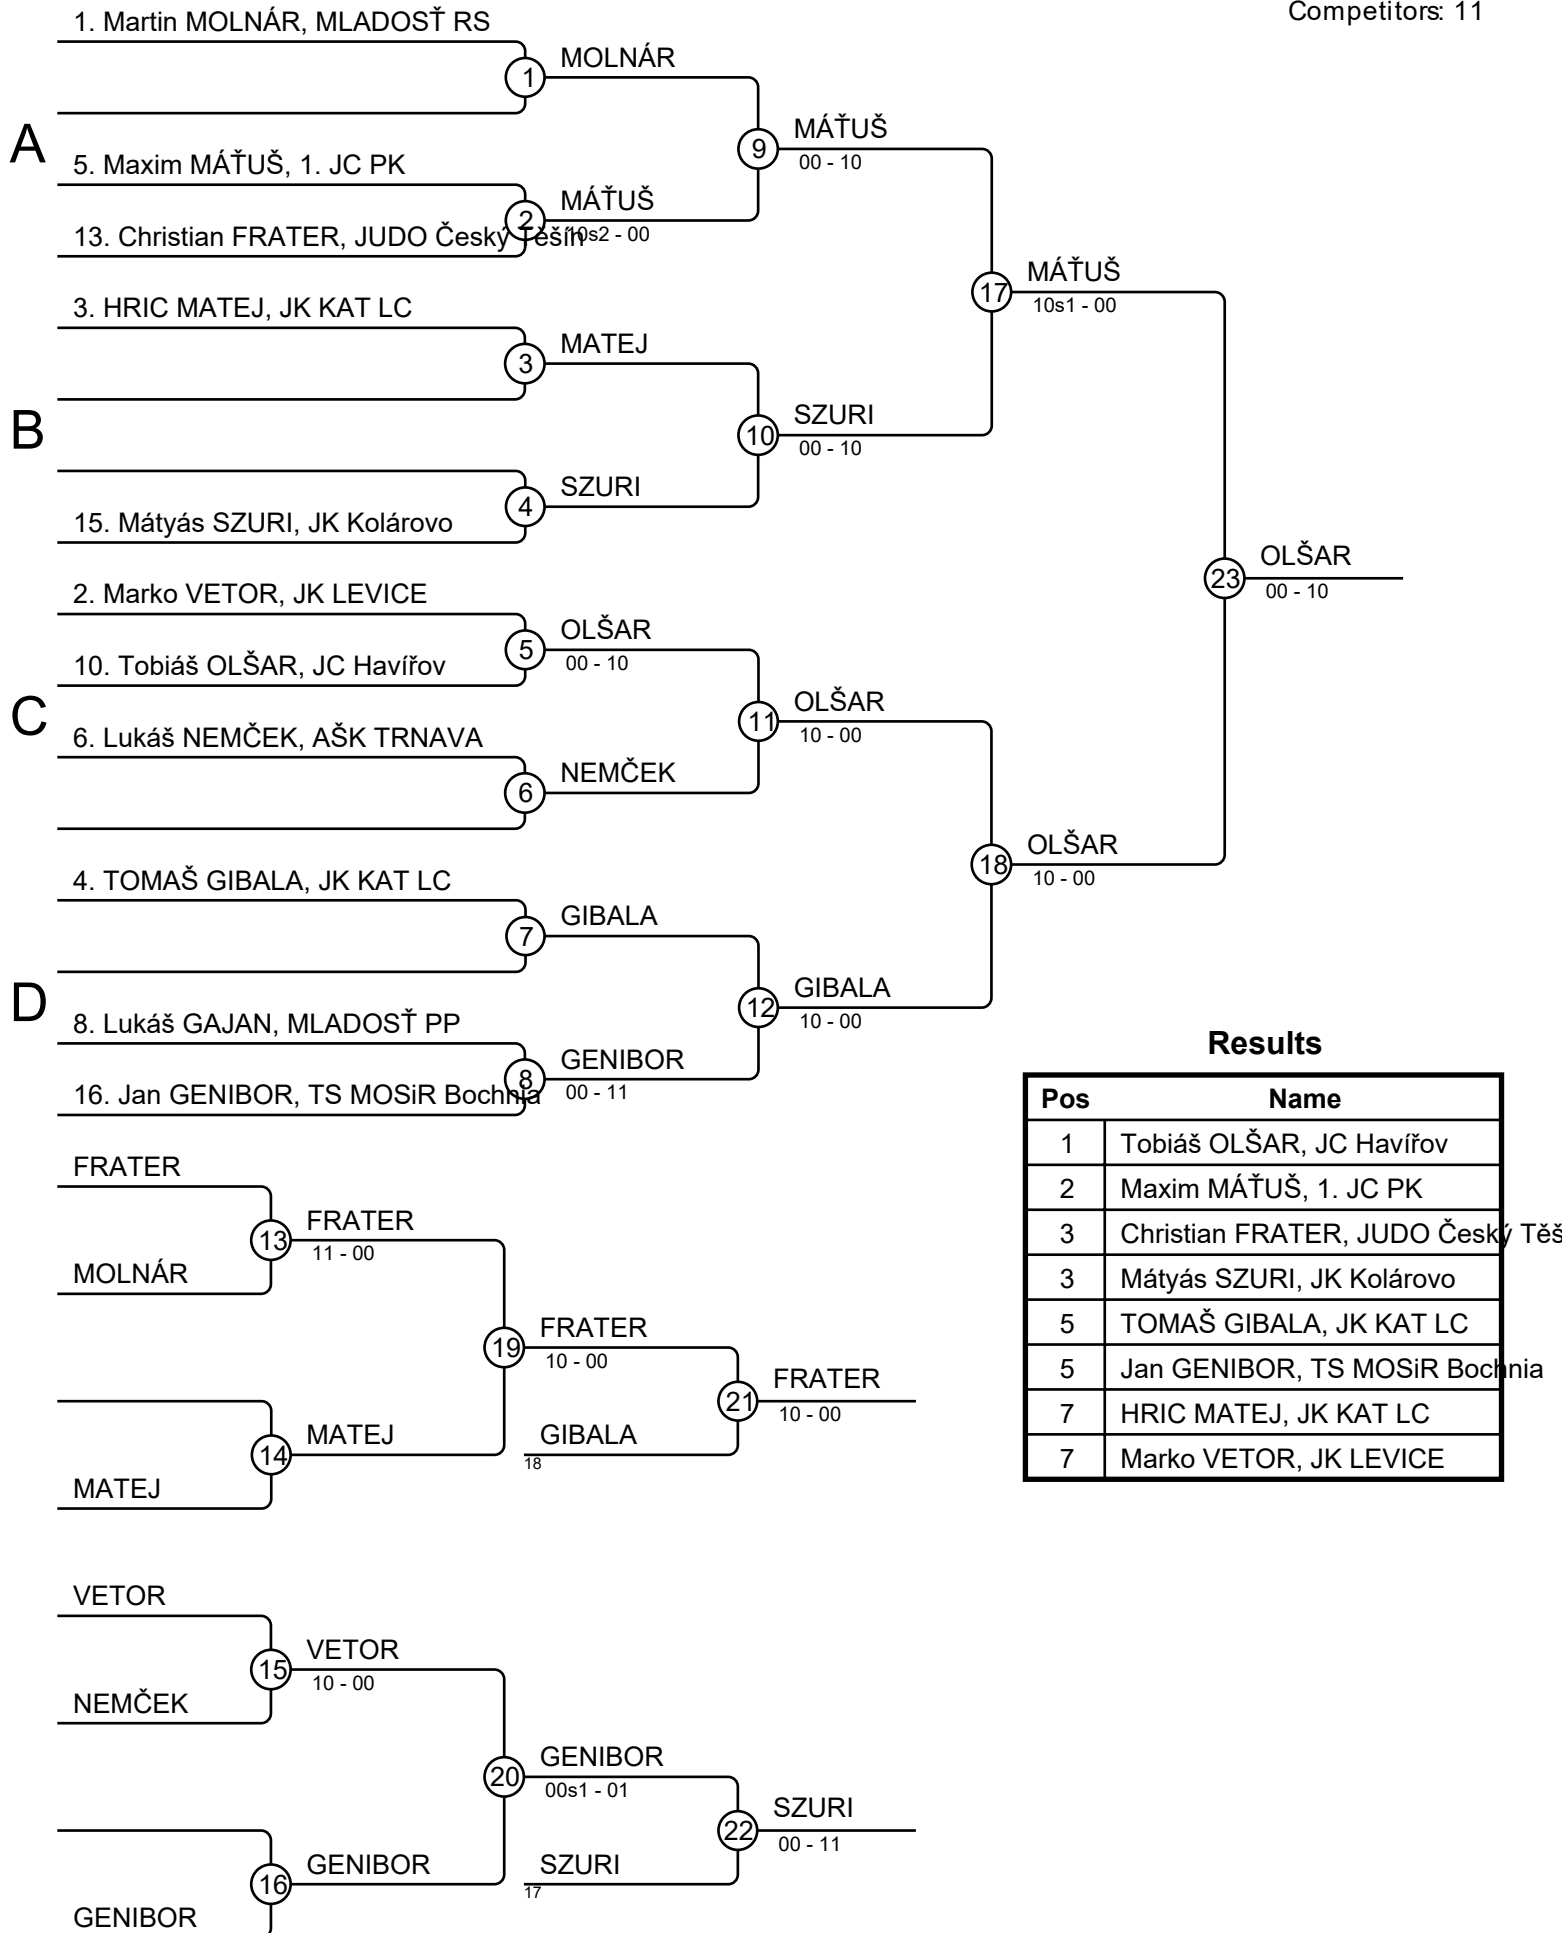 Competitors: 11
1. Martin MOLNÁR, MLADOSŤ RS
1
MOLNÁR
A
5. Maxim MÁŤUŠ, 1. JC PK
9
MÁŤUŠ
00 - 10
2
MÁŤUŠ
10s2 - 00
13. Christian FRATER, JUDO Český Těšín
17
MÁŤUŠ
10s1 - 00
3. HRIC MATEJ, JK KAT LC
3
MATEJ
B
10
SZURI
00 - 10
4
SZURI
15. Mátyás SZURI, JK Kolárovo
23
OLŠAR
00 - 10
2. Marko VETOR, JK LEVICE
5
OLŠAR
00 - 10
10. Tobiáš OLŠAR, JC Havířov
C
11
OLŠAR
10 - 00
6. Lukáš NEMČEK, AŠK TRNAVA
6
NEMČEK
18
OLŠAR
10 - 00
4. TOMAŠ GIBALA, JK KAT LC
7
GIBALA
D
12
GIBALA
10 - 00
8. Lukáš GAJAN, MLADOSŤ PP
8
GENIBOR
00 - 11
16. Jan GENIBOR, TS MOSiR Bochnia
FRATER
13
FRATER
11 - 00
MOLNÁR
19
FRATER
10 - 00
21
FRATER
10 - 00
14
MATEJ
GIBALA
18
MATEJ
VETOR
15
VETOR
10 - 00
NEMČEK
20
GENIBOR
00s1 - 01
22
SZURI
00 - 11
16
GENIBOR
SZURI
17
GENIBOR
Results
Pos Name
1 Tobiáš OLŠAR, JC Havířov
2 Maxim MÁŤUŠ, 1. JC PK
3 Christian FRATER, JUDO Český Těš
3 Mátyás SZURI, JK Kolárovo
5 TOMAŠ GIBALA, JK KAT LC
5 Jan GENIBOR, TS MOSiR Bochnia
7 HRIC MATEJ, JK KAT LC
7 Marko VETOR, JK LEVICE